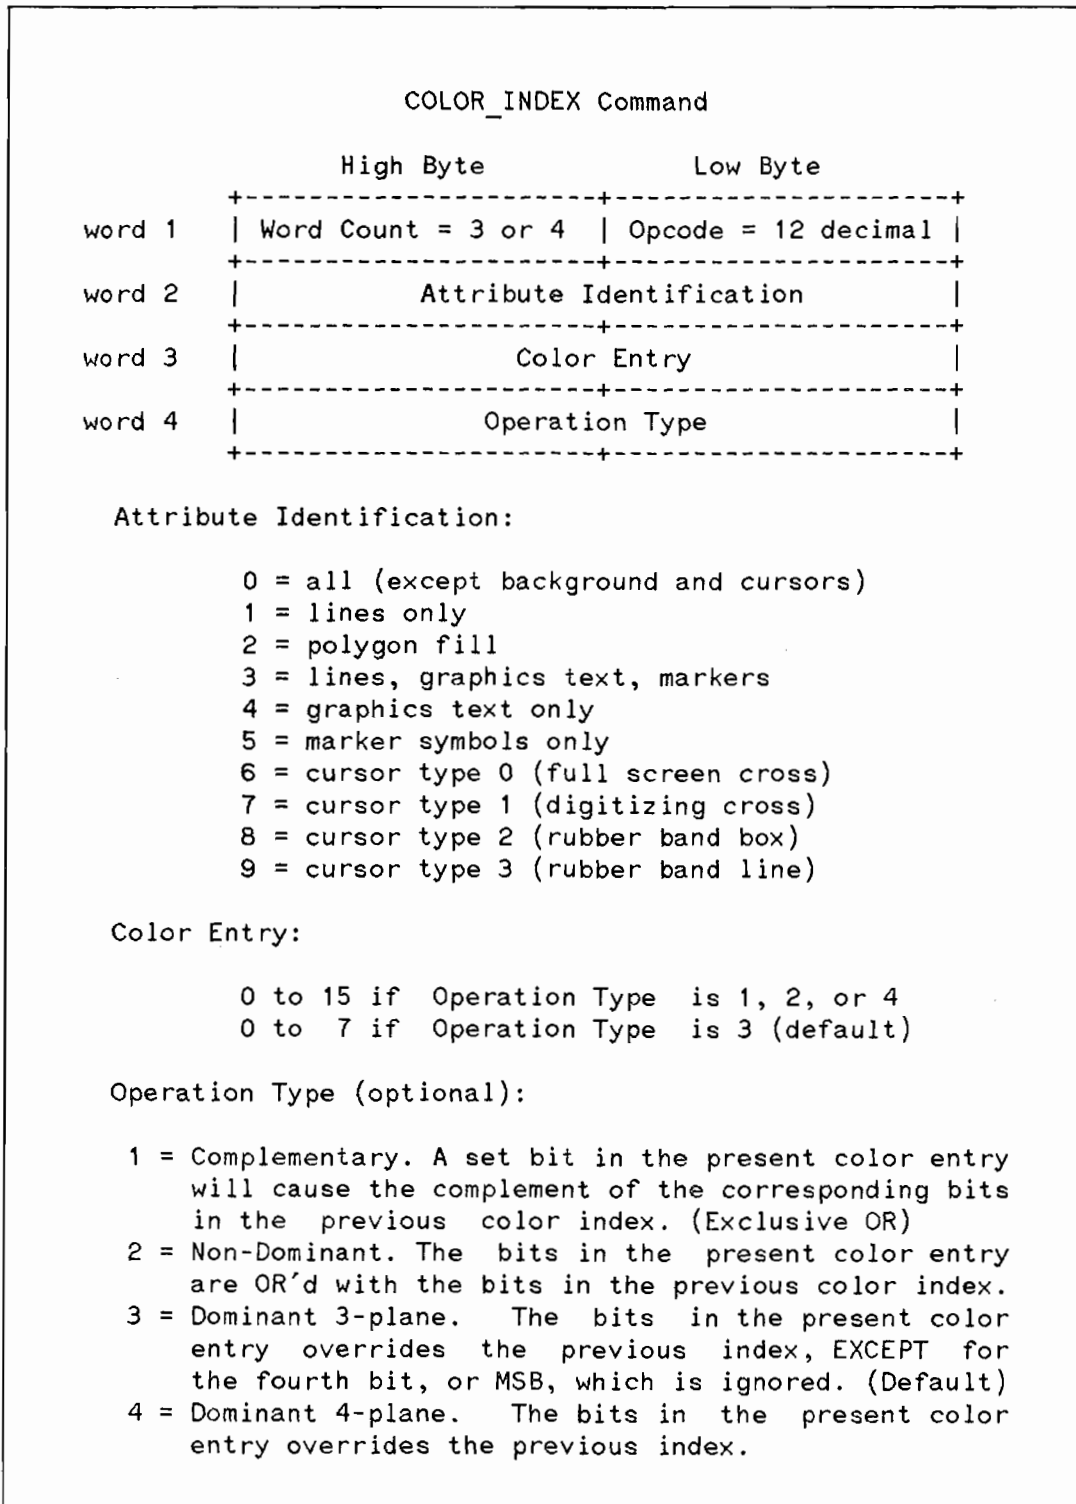 COLOR_INDEX Command
High Byte Low Byte
+----------------------+---------------------+
word 1 | Word Count = 3 or 4 | Opcode = 12 decimal |
+----------------------+---------------------+
word 2 | Attribute Identification |
+----------------------+---------------------+
word 3 | Color Entry |
+----------------------+---------------------+
word 4 | Operation Type |
+----------------------+---------------------+
Attribute Identification:
0 = all (except background and cursors)
1 = lines only
2 = polygon fill
3 = lines, graphics text, markers
4 = graphics text only
5 = marker symbols only
6 = cursor type 0 (full screen cross)
7 = cursor type 1 (digitizing cross)
8 = cursor type 2 (rubber band box)
9 = cursor type 3 (rubber band line)
Color Entry:
0 to 15 if Operation Type is 1, 2, or 4
0 to 7 if Operation Type is 3 (default)
Operation Type (optional):
1 = Complementary. A set bit in the present color entry
will cause the complement of the corresponding bits
in the previous color index. (Exclusive OR)
2 = Non-Dominant. The bits in the present color entry
are OR'd with the bits in the previous color index.
3 = Dominant 3-plane. The bits in the present color
entry overrides the previous index, EXCEPT for
the fourth bit, or MSB, which is ignored. (Default)
4 = Dominant 4-plane. The bits in the present color
entry overrides the previous index.